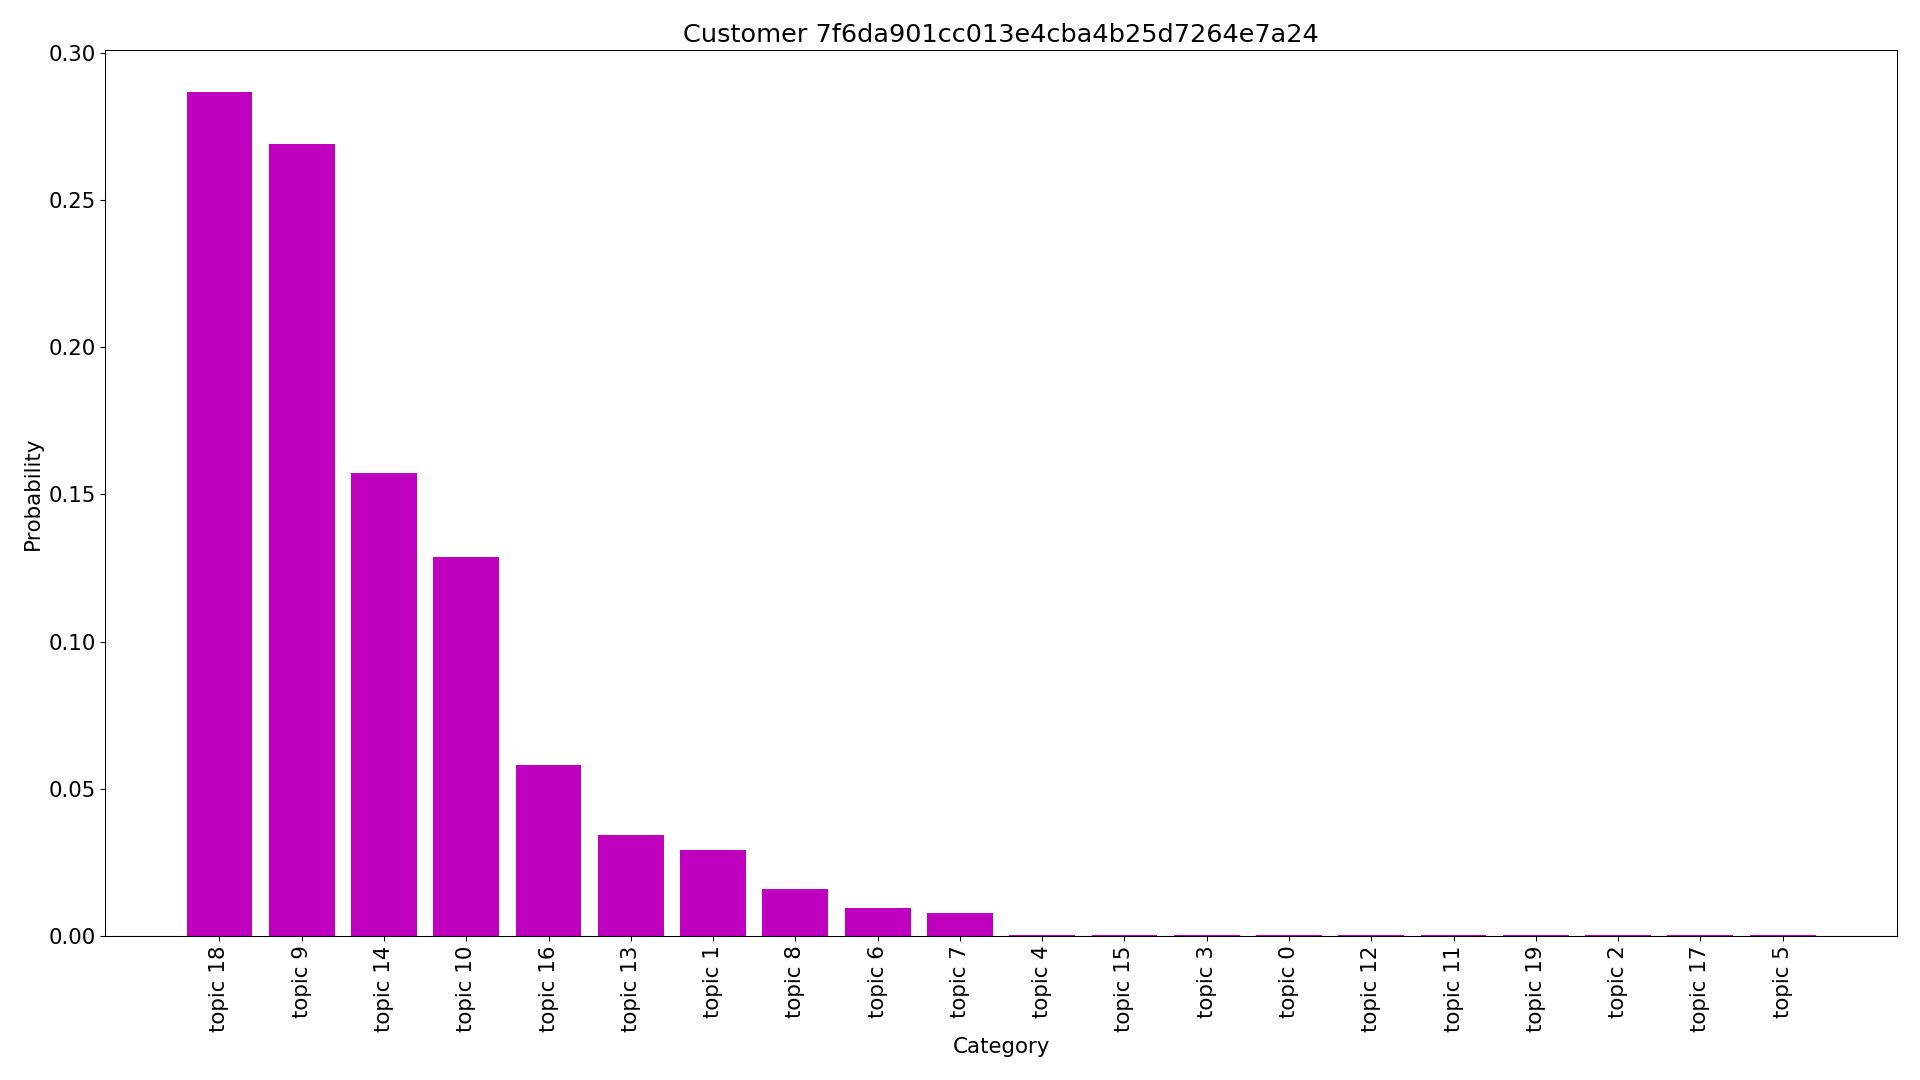 Customer 7f6da901cc013e4cba4b25d7264e7a24
Probability
0.30
0.25
0.20
0.15
0.10
0.05
0.00
topic 18
topic 9
topic 14
topic 10
topic 16
topic 13
topic 1
topic 8
topic 6
topic 7
topic 4
topic 15
topic 3
topic 0
topic 12
topic 11
topic 19
topic 2
topic 17
topic 5
Category